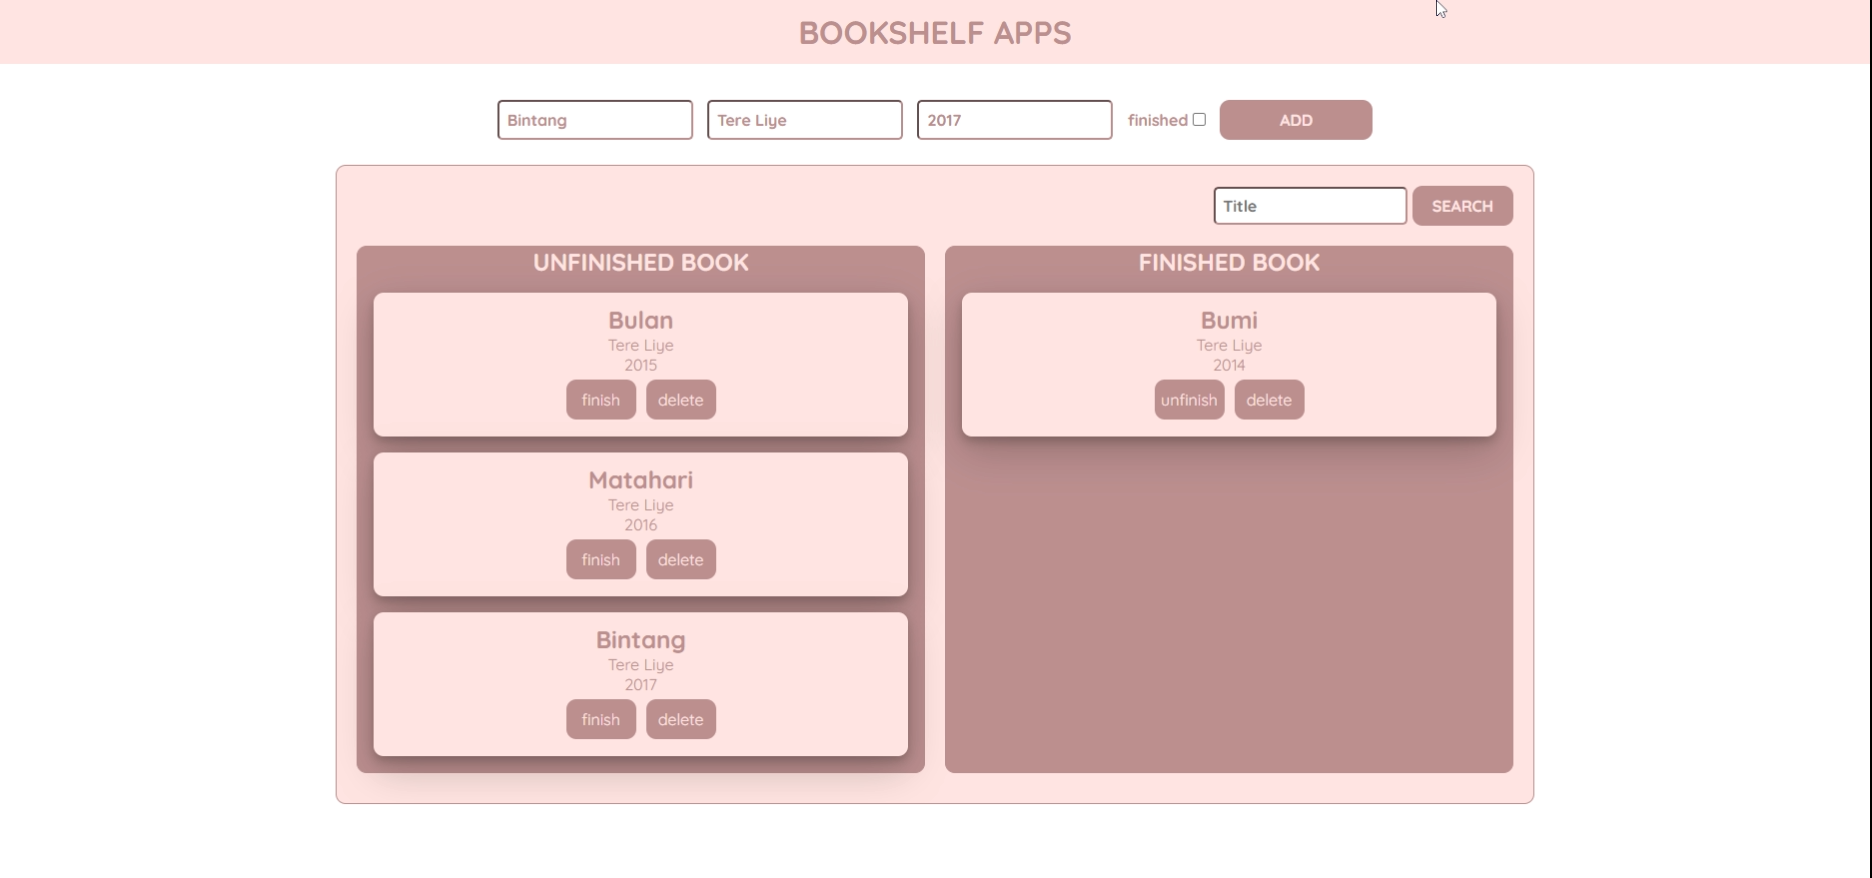 BOOKSHELF APPS
Bintang Tere Liye 2017 finished ADD
Title SEARCH
UNFINISHED BOOK
Bulan
Tere Liye
2015
finish delete
Matahari
Tere Liye
2016
finish delete
Bintang
Tere Liye
2017
finish delete
FINISHED BOOK
Bumi
Tere Liye
2014
unfinish delete